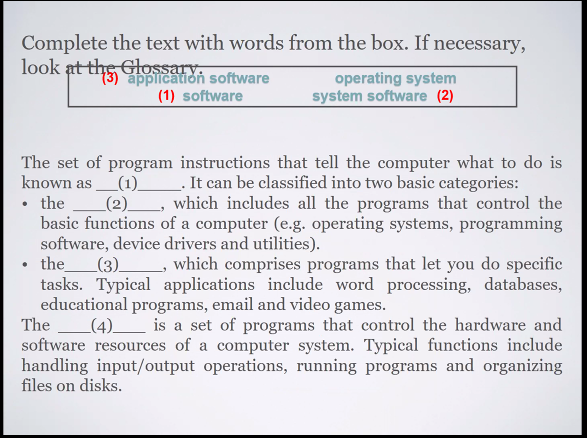 Complete the text with words from the box. If necessary,
look at the Glossary.
(3) application software operating system
(1) software system software (2)
The set of program instructions that tell the computer what to do is
known as __(1)____. It can be classified into two basic categories:
• the ___(2)___, which includes all the programs that control the
basic functions of a computer (e.g. operating systems, programming
software, device drivers and utilities).
• the___(3)____, which comprises programs that let you do specific
tasks. Typical applications include word processing, databases,
educational programs, email and video games.
The ___(4)___ is a set of programs that control the hardware and
software resources of a computer system. Typical functions include
handling input/output operations, running programs and organizing
files on disks.